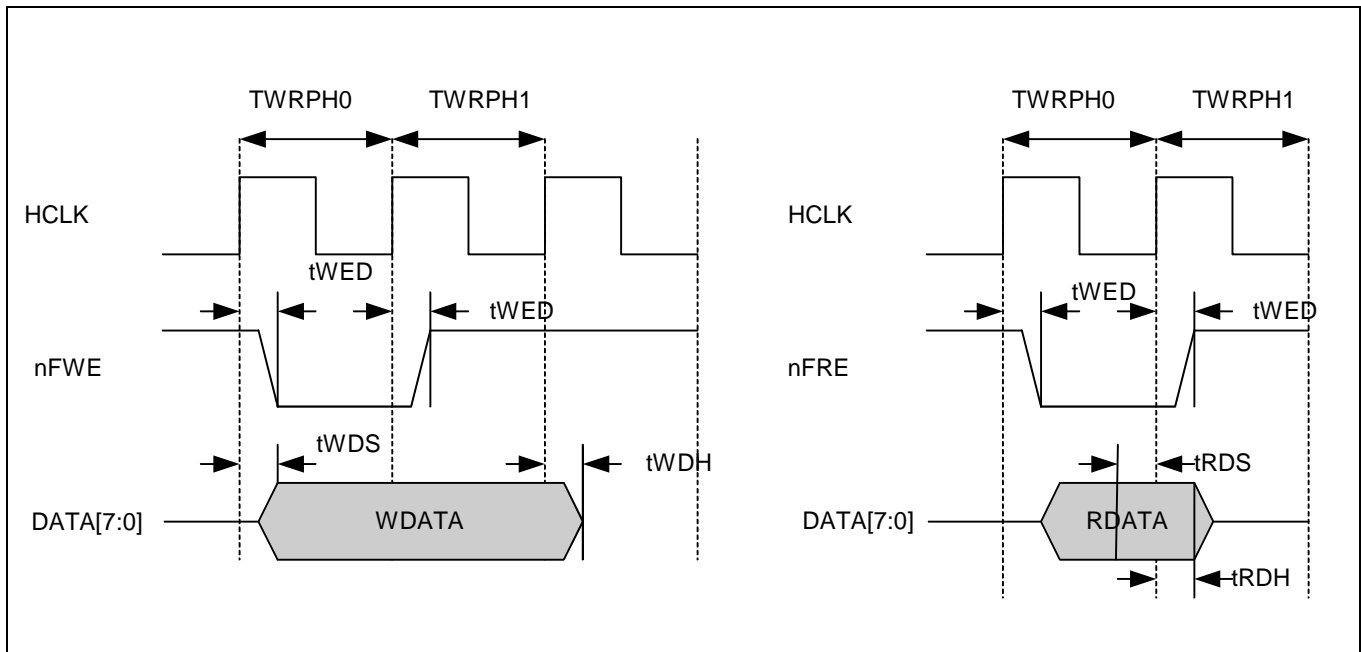 TWRPH0 TWRPH1
HCLK
tWED
tWED
nFWE
tWDS
tWDH
DATA[7:0]
WDATA
TWRPH0 TWRPH1
HCLK
tWED
tWED
nFRE
tRDS
DATA[7:0]
RDATA
tRDH